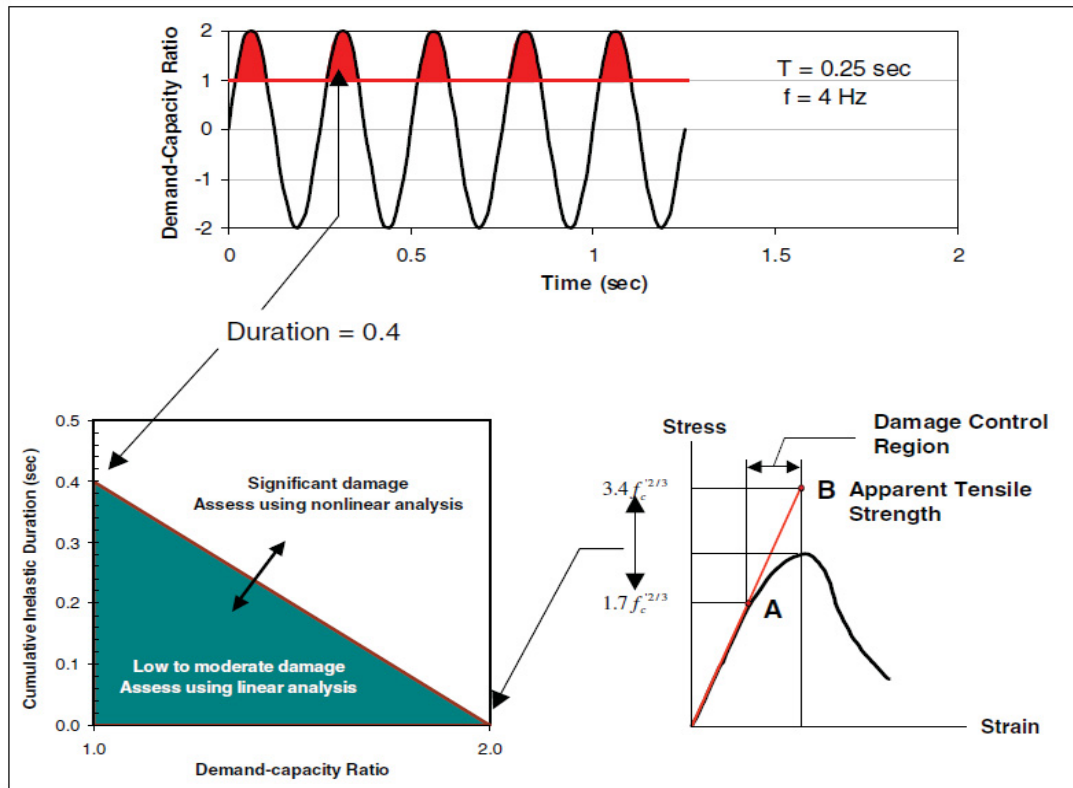 Demand-Capacity Ratio
2
1
0
-1
-2
T = 0.25 sec
f = 4 Hz
0
0.5
1
1.5
2
Time (sec)
Duration = 0.4
Cumulative Inelastic Duration (sec)
0.5
0.4
0.3
0.2
0.1
0.0
Significant damage
Assess using nonlinear analysis
Low to moderate damage
Assess using linear analysis
1.0
2.0
Demand-capacity Ratio
Stress
Damage Control
Region
3.4 f_c'^2/3
B Apparent Tensile
Strength
1.7 f_c'^2/3
A
Strain